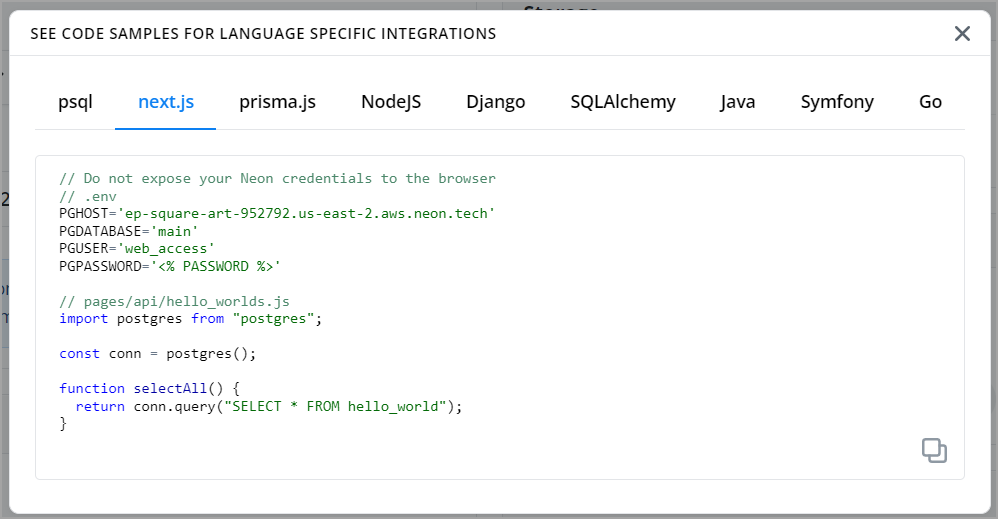 SEE CODE SAMPLES FOR LANGUAGE SPECIFIC INTEGRATIONS
psql next.js prisma.js NodeJS Django SQLAlchemy Java Symfony Go
// Do not expose your Neon credentials to the browser
// .env
PGHOST='ep-square-art-952792.us-east-2.aws.neon.tech'
PGDATABASE='main'
PGUSER='web_access'
PGPASSWORD='<% PASSWORD %>'
// pages/api/hello_worlds.js
import postgres from "postgres";
const conn = postgres();
function selectAll() {
  return conn.query("SELECT * FROM hello_world");
}